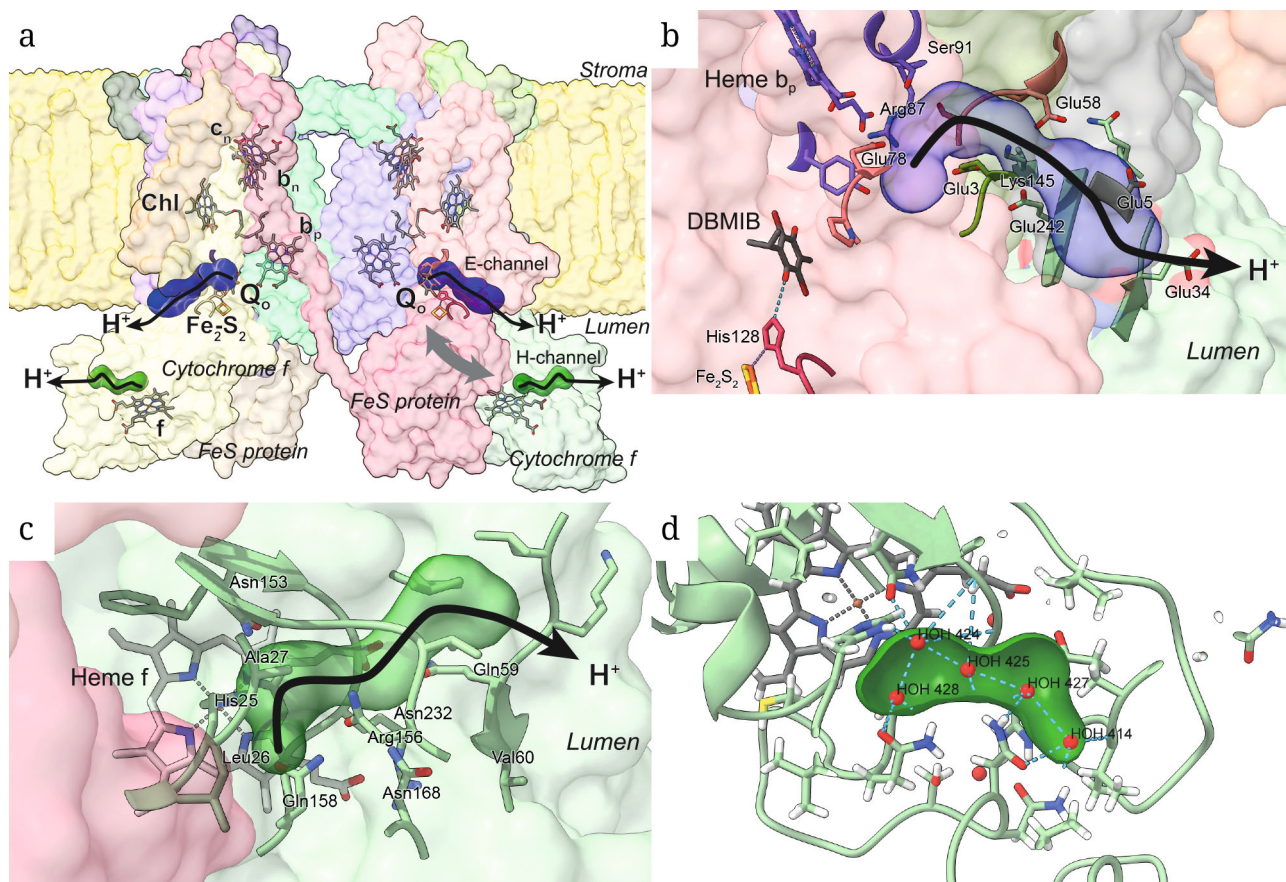 a
Stroma
cn
bn
Chl
bp
E-channel
Qo
Qo
H+
Fe2-S2
H+
Lumen
Cytochrome f
H-channel
H+
H+
FeS protein
f
FeS protein
Cytochrome f
b
Ser91
Heme bp
Glu58
Arg87
Glu78
Glu3
Lys145
Glu5
DBMIB
Glu242
H+
Glu34
His128
Lumen
Fe2S2
c
Asn153
Ala27
Gln59
H+
Heme f
His25
Asn232
Arg156
Lumen
Leu26
Val60
Gln158
Asn168
d
HOH 424
HOH 425
HOH 427
HOH 428
HOH 414